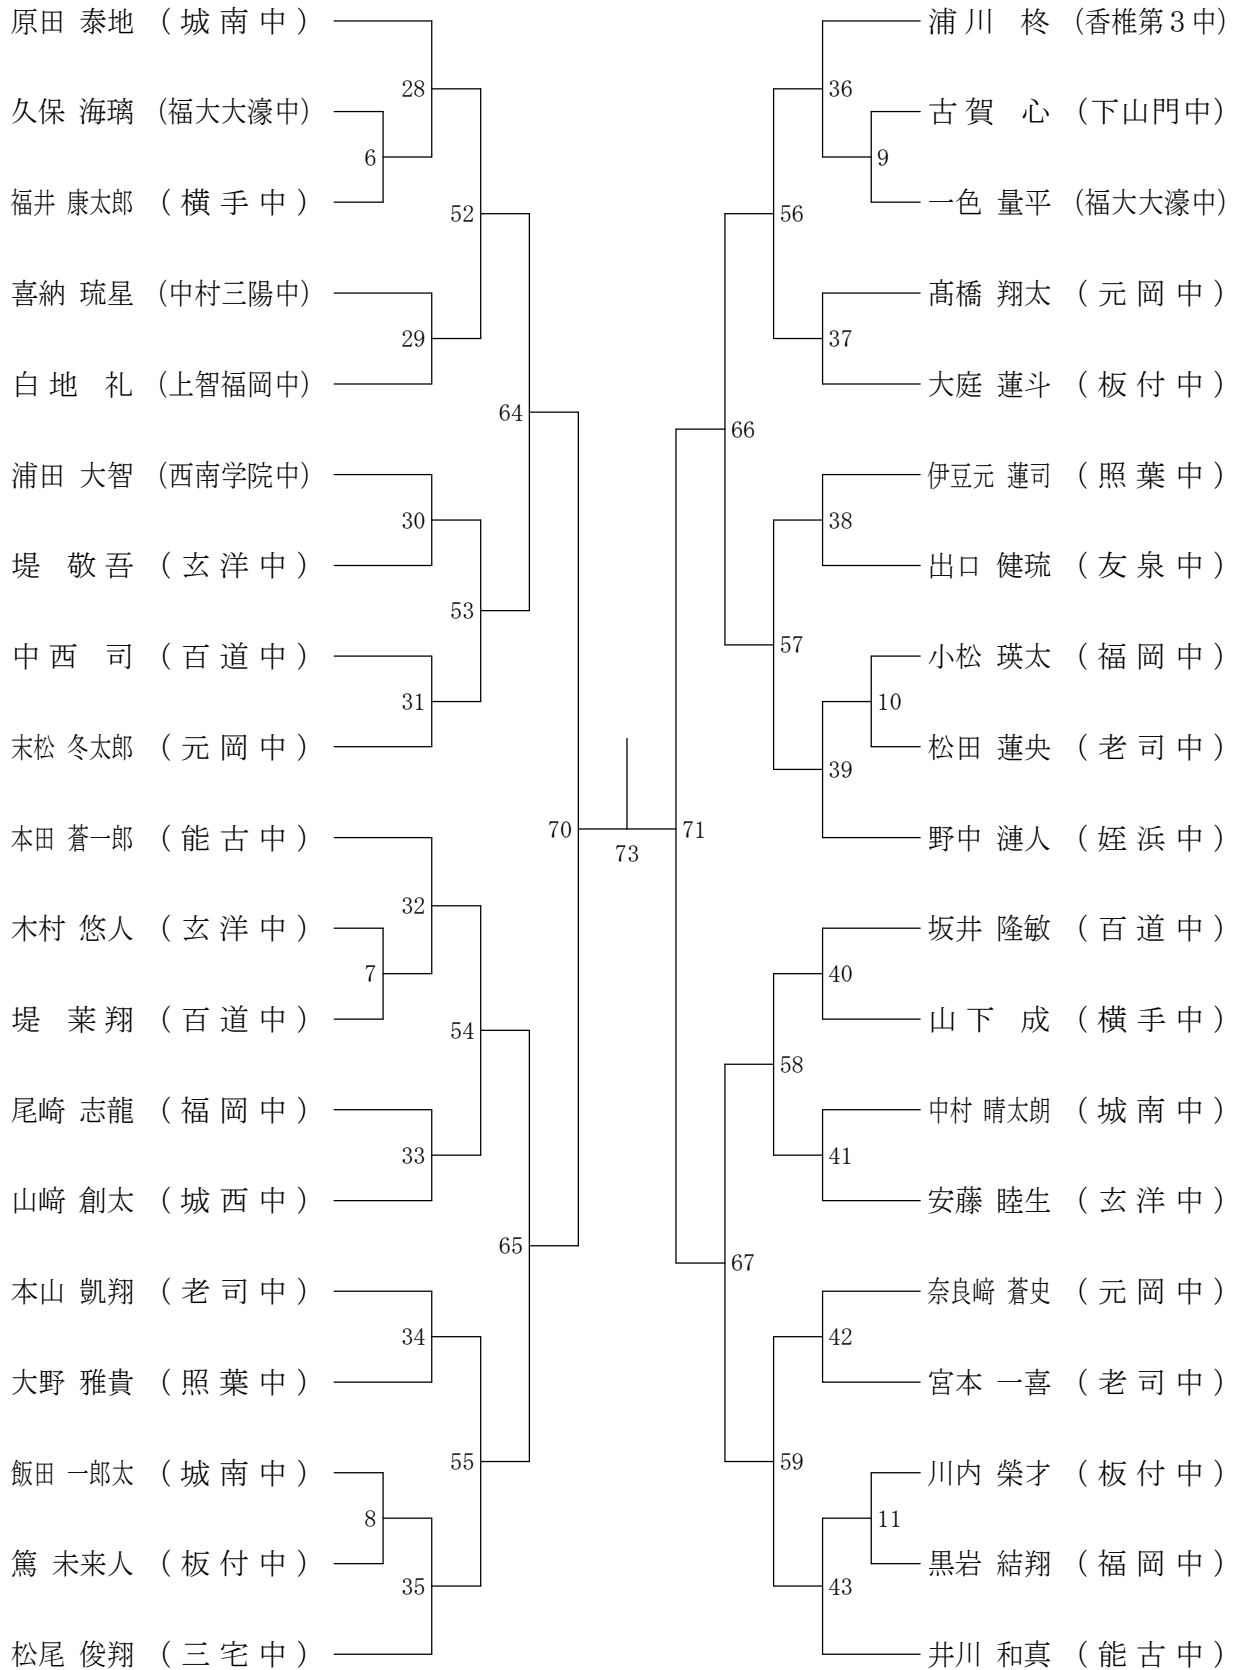 原田 泰地 （城南中）
久保 海璃 （福大大濠中）
福井 康太郎 （横手中）
喜納 琉星 （中村三陽中）
白地 礼 （上智福岡中）
浦田 大智 （西南学院中）
堤 敬吾 （玄洋中）
中西 司 （百道中）
末松 冬太郎 （元岡中）
本田 蒼一郎 （能古中）
木村 悠人 （玄洋中）
堤 莱翔 （百道中）
尾崎 志龍 （福岡中）
山﨑 創太 （城西中）
本山 凱翔 （老司中）
大野 雅貴 （照葉中）
飯田 一郎太 （城南中）
篤 未来人 （板付中）
松尾 俊翔 （三宅中）
6
7
8
28
29
30
31
32
33
34
35
52
53
54
55
64
65
70
73
71
66
67
56
57
58
59
36
37
38
39
40
41
42
43
9
10
11
浦川 柊 （香椎第３中）
古賀 心 （下山門中）
一色 量平 （福大大濠中）
髙橋 翔太 （元岡中）
大庭 蓮斗 （板付中）
伊豆元 蓮司 （照葉中）
出口 健琉 （友泉中）
小松 瑛太 （福岡中）
松田 蓮央 （老司中）
野中 漣人 （姪浜中）
坂井 隆敏 （百道中）
山下 成 （横手中）
中村 晴太朗 （城南中）
安藤 睦生 （玄洋中）
奈良﨑 蒼史 （元岡中）
宮本 一喜 （老司中）
川内 榮才 （板付中）
黒岩 結翔 （福岡中）
井川 和真 （能古中）